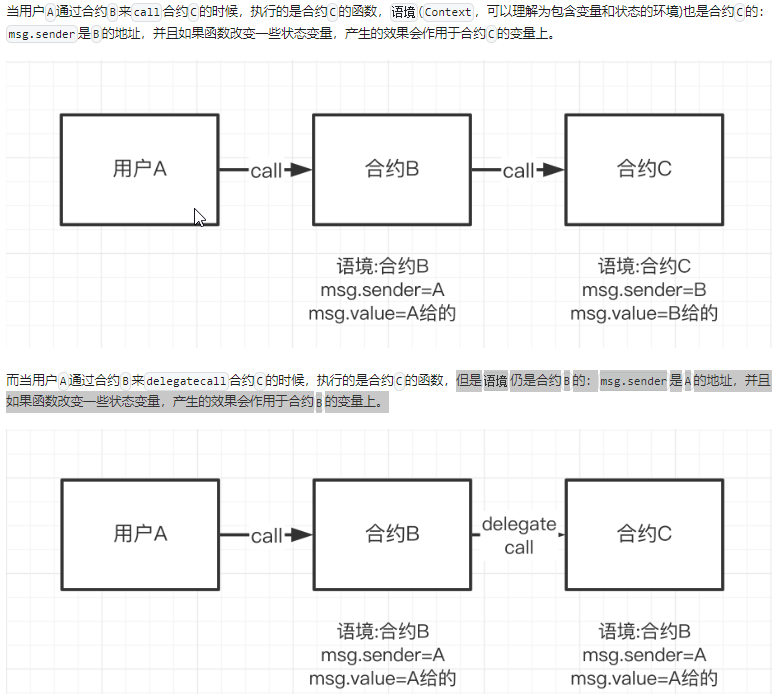 当用户A通过合约B来call合约C的时候，执行的是合约C的函数，语境(Context，可以理解为包含变量和状态的环境)也是合约C的：
msg.sender是B的地址，并且如果函数改变一些状态变量，产生的效果会作用于合约C的变量上。
用户A call 合约B call 合约C
语境:合约B 语境:合约C
msg.sender=A msg.sender=B
msg.value=A给的 msg.value=B给的
而当用户A通过合约B来delegatecall合约C的时候，执行的是合约C的函数，但是语境仍是合约B的：msg.sender是A的地址，并且
如果函数改变一些状态变量，产生的效果会作用于合约B的变量上。
用户A call 合约B delegate call 合约C
语境:合约B 语境:合约B
msg.sender=A msg.sender=A
msg.value=A给的 msg.value=A给的